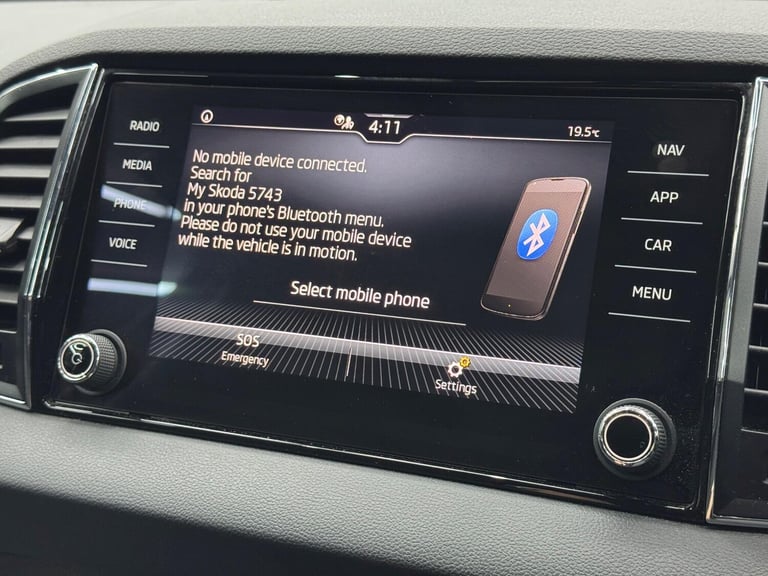 4:11
19.5°C
RADIO
MEDIA
PHONE
VOICE
No mobile device connected.
Search for
My Skoda 5743
in your phone's Bluetooth menu.
Please do not use your mobile device
while the vehicle is in motion.
Select mobile phone
SOS
Emergency
Settings
NAV
APP
CAR
MENU